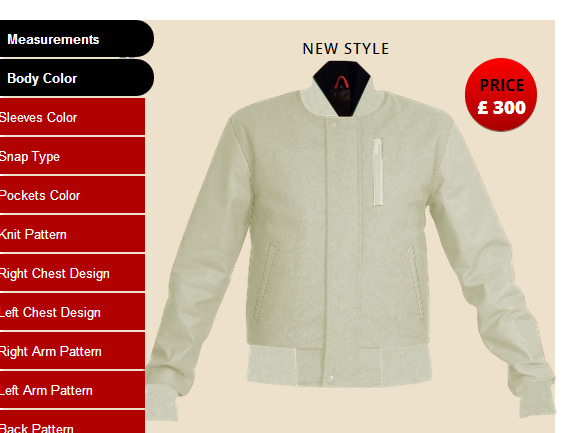 Measurements
Body Color
Sleeves Color
Snap Type
Pockets Color
Knit Pattern
Right Chest Design
Left Chest Design
Right Arm Pattern
Left Arm Pattern
Back Pattern
NEW STYLE
PRICE
£ 300